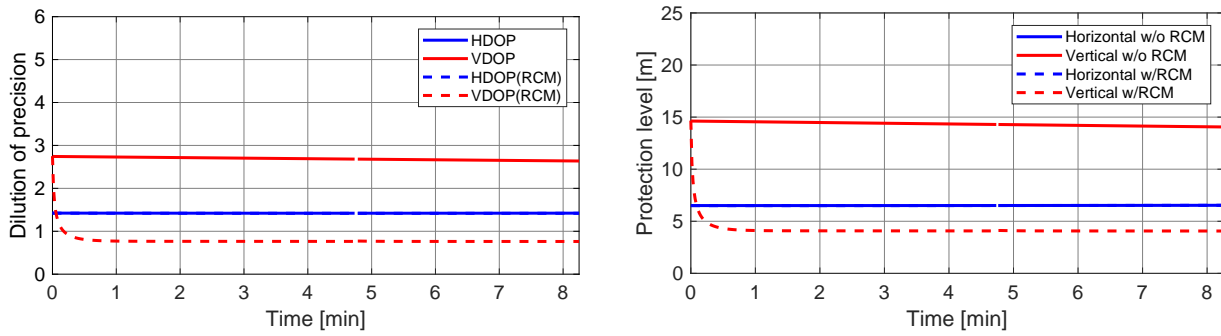 Dilution of precision
6
5
4
3
2
1
0
HDOP
VDOP
HDOP(RCM)
VDOP(RCM)
0 1 2 3 4 5 6 7 8
Time [min]
Protection level [m]
25
20
15
10
5
0
Horizontal w/o RCM
Vertical w/o RCM
Horizontal w/RCM
Vertical w/RCM
0 1 2 3 4 5 6 7 8
Time [min]